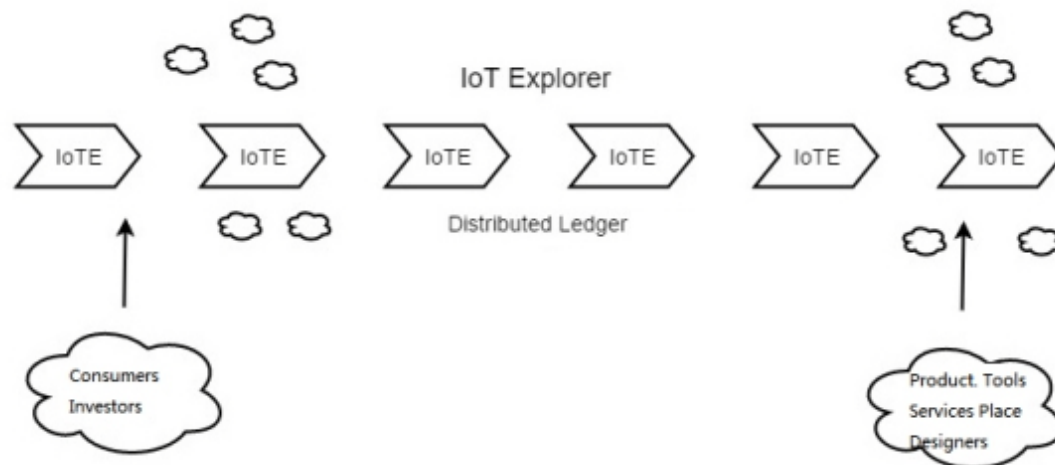 IoT Explorer
IoTE IoTE IoTE IoTE IoTE IoTE
Distributed Ledger
Consumers
Investors
Product. Tools
Services Place
Designers